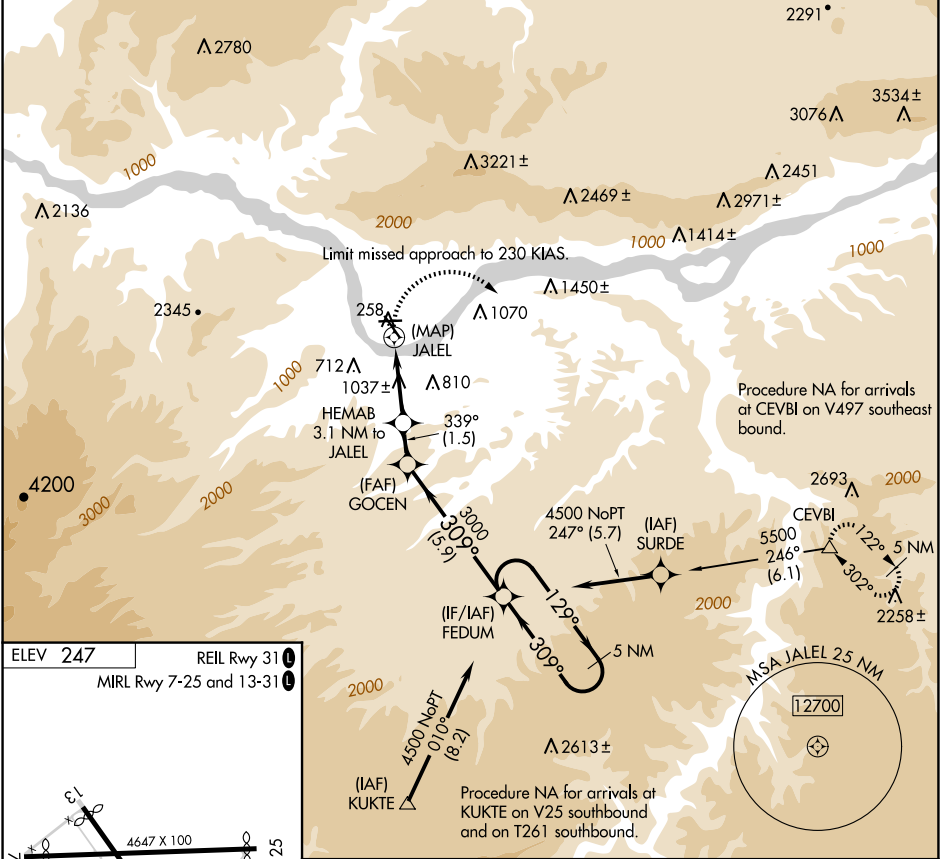 2291
2780
3534±
3076
1000
3221±
2451
2469±
2971±
2136
2000
1414±
1000
1000
Limit missed approach to 230 KIAS.
1450±
2345
258
1070
(MAP)
JALEL
712
1000
1037±
810
Procedure NA for arrivals
at CEVBI on V497 southeast
bound.
HEMAB
3.1 NM to
JALEL
339°
(1.5)
4200
3000
2000
(FAF)
GOCEN
2693
2000
3000
309°
(5.9)
4500 NoPT
247° (5.7)
(IAF)
SURDE
CEVBI
5500
246°
(6.1)
122°
5 NM
302°
2258±
2000
(IF/IAF)
FEDUM
129°
309°
5 NM
ELEV 247
REIL Rwy 31 L
MIRL Rwy 7-25 and 13-31 L
2000
4500 NoPT
010°
(8.2)
MSA JALEL 25 NM
12700
2613±
(IAF)
KUKTE
Procedure NA for arrivals at
KUKTE on V25 southbound
and on T261 southbound.
13
4647 X 100
25